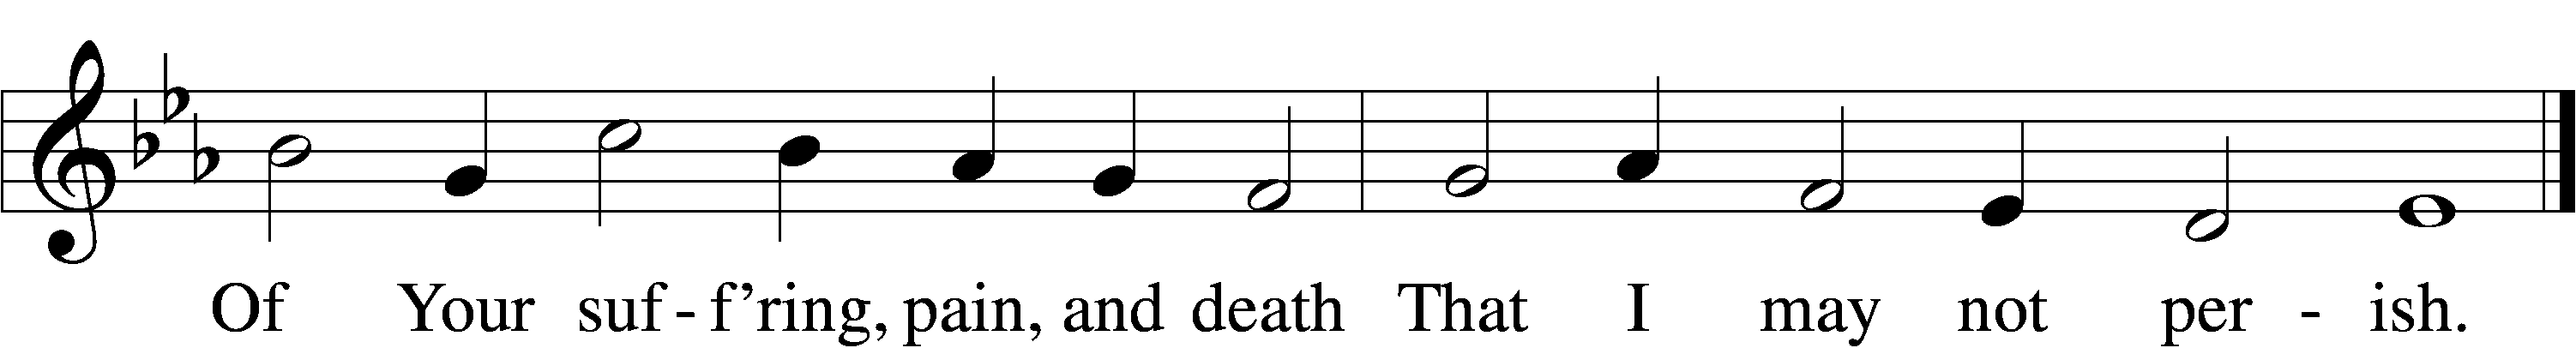 Of Your suf - f’ring, pain, and death That I may not per - ish.